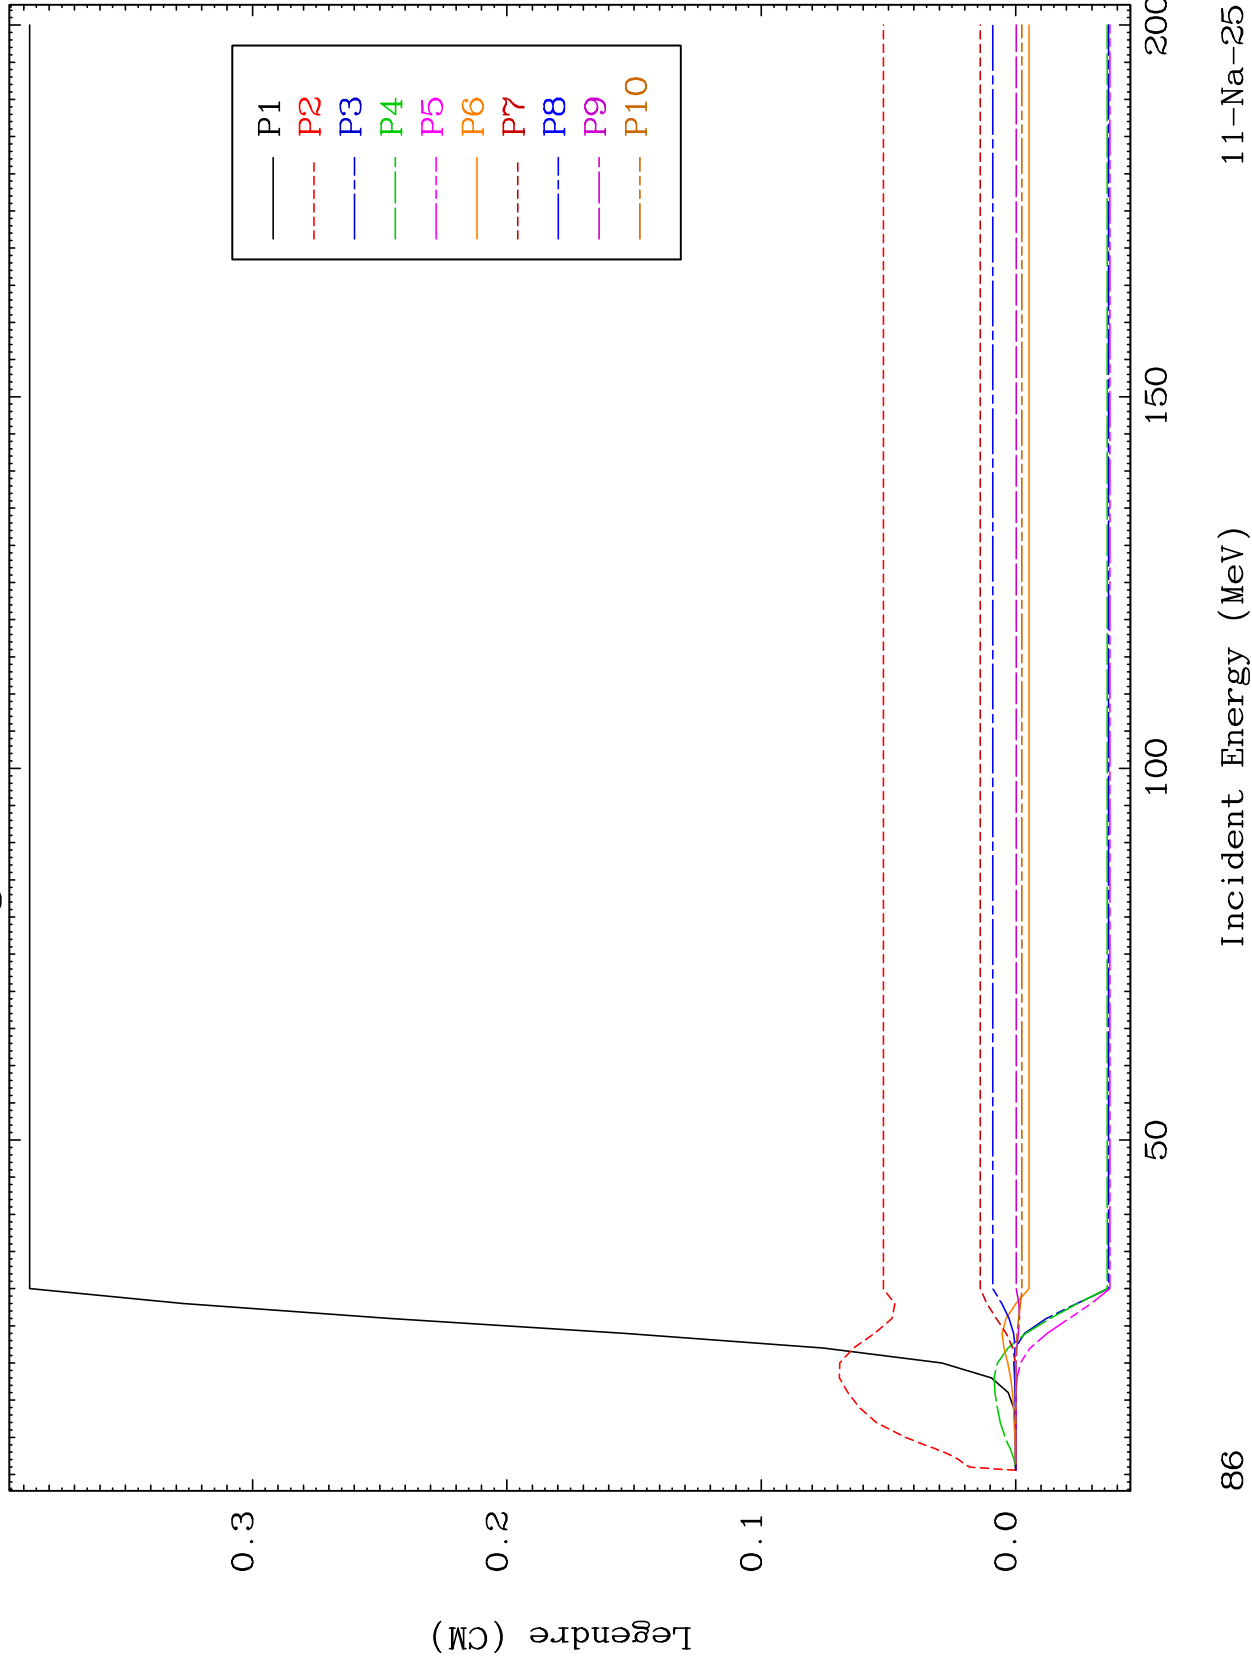 P1
P2
P3
P4
P5
P6
P7
P8
P9
P10
0.3
0.2
0.1
0.0
Legendre (CM)
50
100
150
200
Incident Energy (MeV)
86
11-Na-25